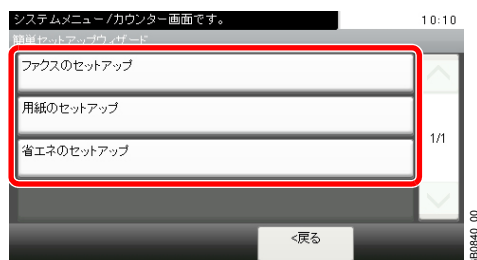 システムメニュー/カウンター画面です。
10:10
簡単セットアップウィザード
ファクスのセットアップ
用紙のセットアップ
1/1
省エネのセットアップ
<戻る